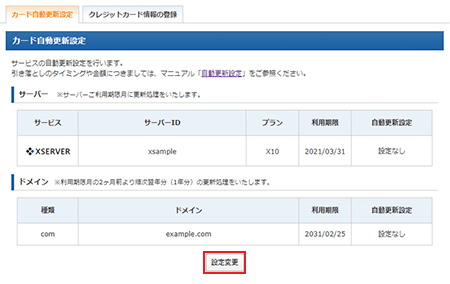 カード自動更新設定 クレジットカード情報の登録
カード自動更新設定
サービスの自動更新設定を行います。
引き落としのタイミングや金額につきましては、マニュアル「自動更新設定」をご参照ください。
サーバー ※サーバーご利用期限月に更新処理をいたします。
サービス サーバーID プラン 利用期限 自動更新設定
XSERVER xsample X10 2021/03/31 設定なし
ドメイン ※利用期限月の2ヶ月前より順次翌年分（1年分）の更新処理をいたします。
種類 ドメイン 利用期限 自動更新設定
com example.com 2031/02/25 設定なし
設定変更